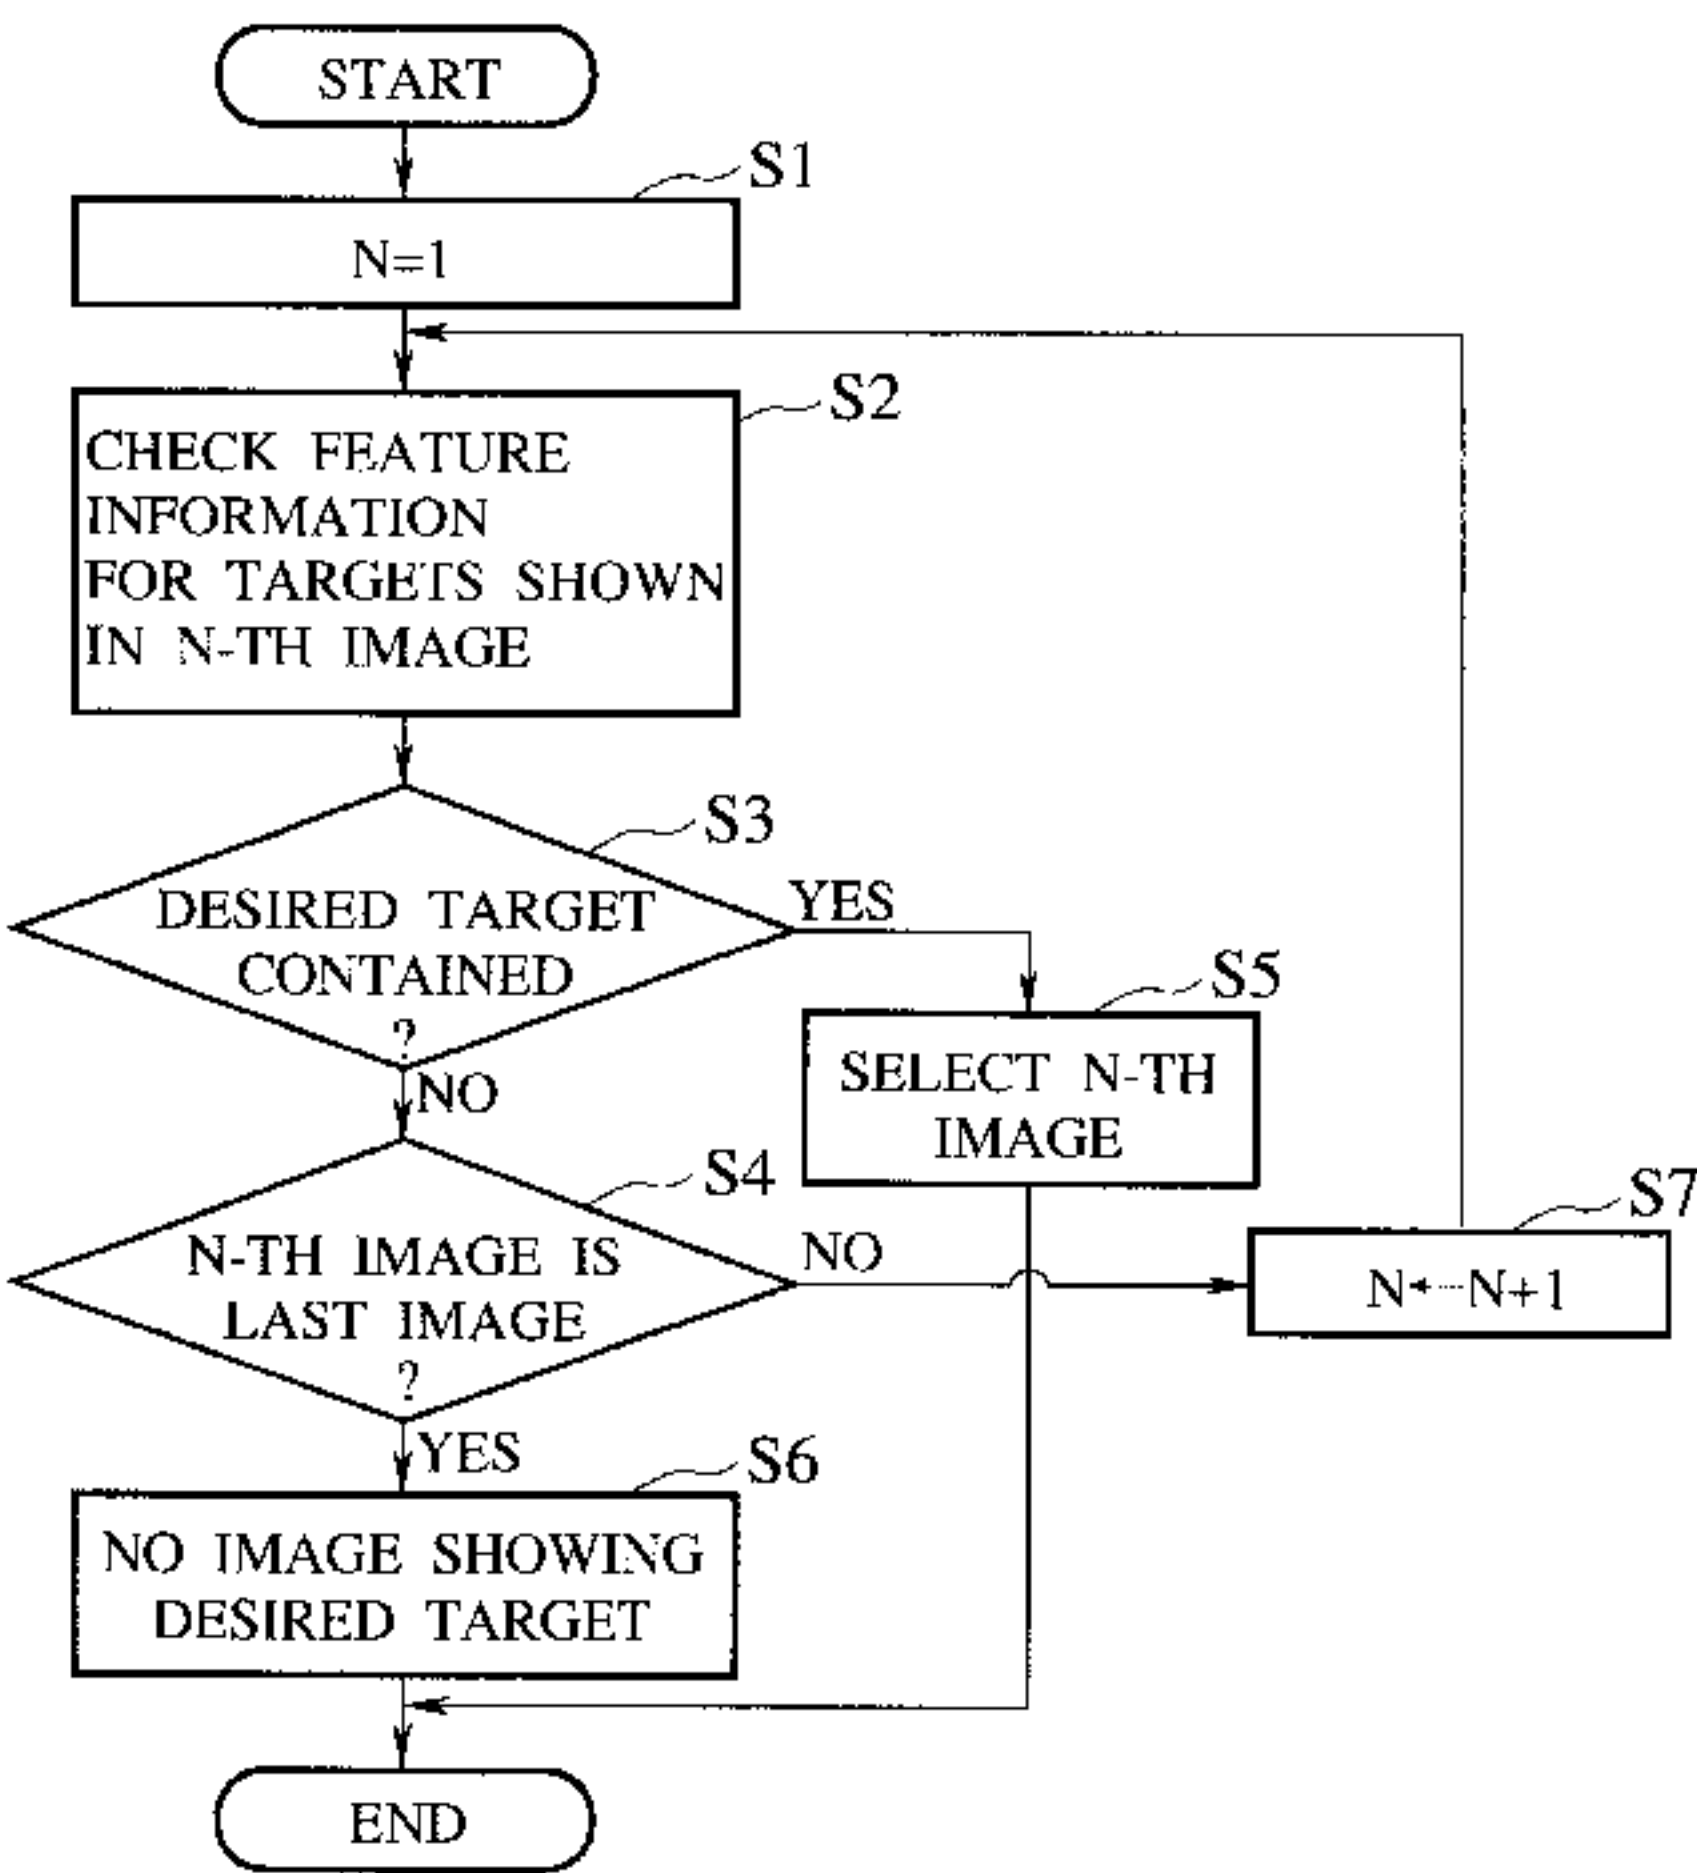 START
S1
N=1
S2
CHECK FEATURE
INFORMATION
FOR TARGETS SHOWN
IN N-TH IMAGE
S3
DESIRED TARGET
CONTAINED
?
YES
NO
S5
SELECT N-TH
IMAGE
S4
N-TH IMAGE IS
LAST IMAGE
?
NO
S7
N←N+1
YES
S6
NO IMAGE SHOWING
DESIRED TARGET
END